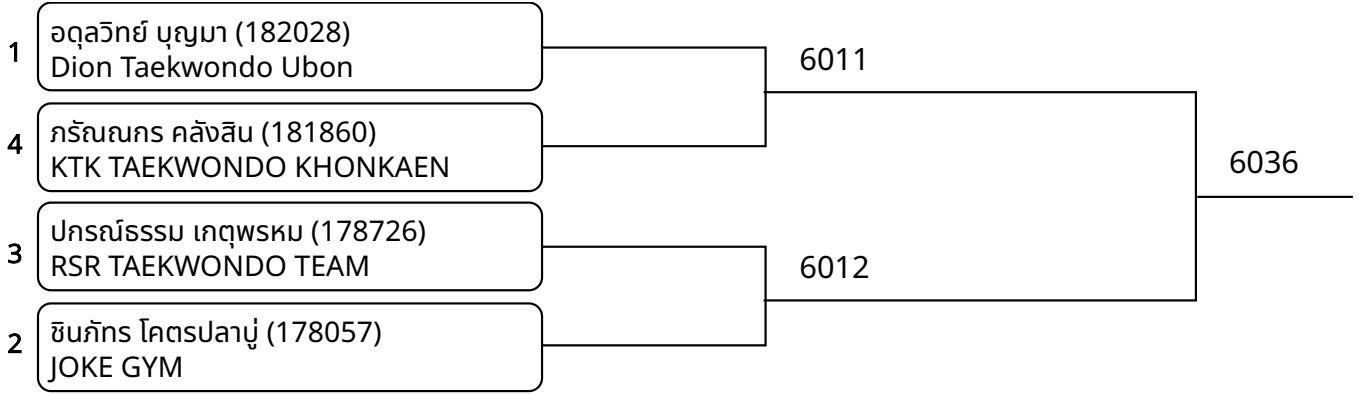 1
อดุลวิทย์ บุญมา (182028)
Dion Taekwondo Ubon
4
ภรัณณกร คลังสิน (181860)
KTK TAEKWONDO KHONKAEN
6011
3
ปกรณ์ธรรม เกตุพรหม (178726)
RSR TAEKWONDO TEAM
2
ชินภัทร โคตรปลาบู่ (178057)
JOKE GYM
6012
6036